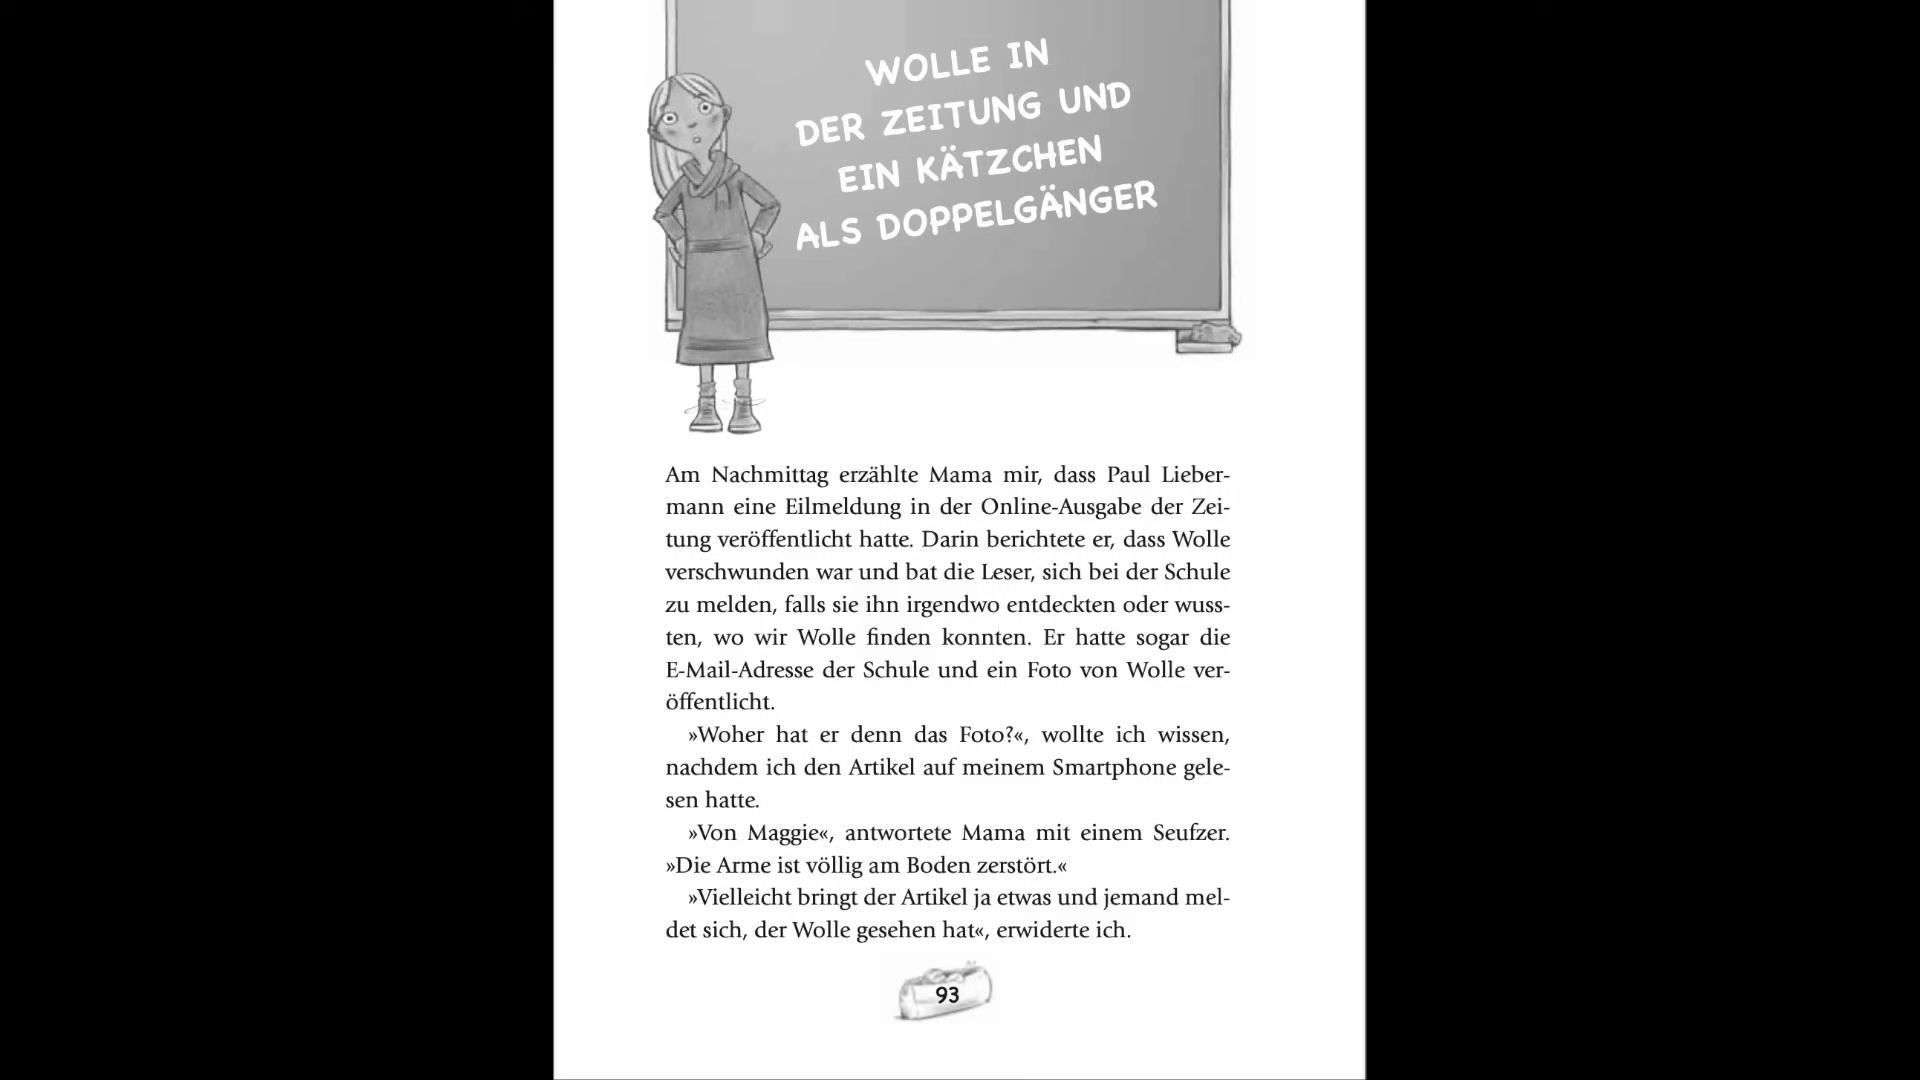 WOLLE IN
DER ZEITUNG UND
EIN KÄTZCHEN
ALS DOPPELGÄNGER
Am Nachmittag erzählte Mama mir, dass Paul Lieber-
mann eine Eilmeldung in der Online-Ausgabe der Zei-
tung veröffentlicht hatte. Darin berichtete er, dass Wolle
verschwunden war und bat die Leser, sich bei der Schule
zu melden, falls sie ihn irgendwo entdeckten oder wuss-
ten, wo wir Wolle finden konnten. Er hatte sogar die
E-Mail-Adresse der Schule und ein Foto von Wolle ver-
öffentlicht.
»Woher hat er denn das Foto?«, wollte ich wissen,
nachdem ich den Artikel auf meinem Smartphone gele-
sen hatte.
»Von Maggie«, antwortete Mama mit einem Seufzer.
»Die Arme ist völlig am Boden zerstört.«
»Vielleicht bringt der Artikel ja etwas und jemand mel-
det sich, der Wolle gesehen hat«, erwiderte ich.
93